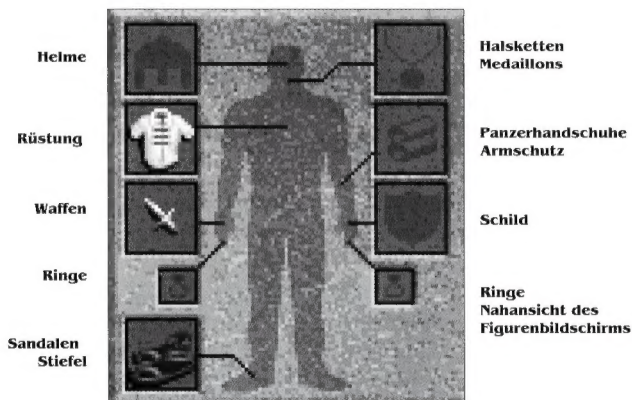 Helme
Rüstung
Waffen
Ringe
Sandalen
Stiefel
Halsketten
Medaillons
Panzerhandschuhe
Armschutz
Schild
Ringe
Nahansicht des
Figurenbildschirms